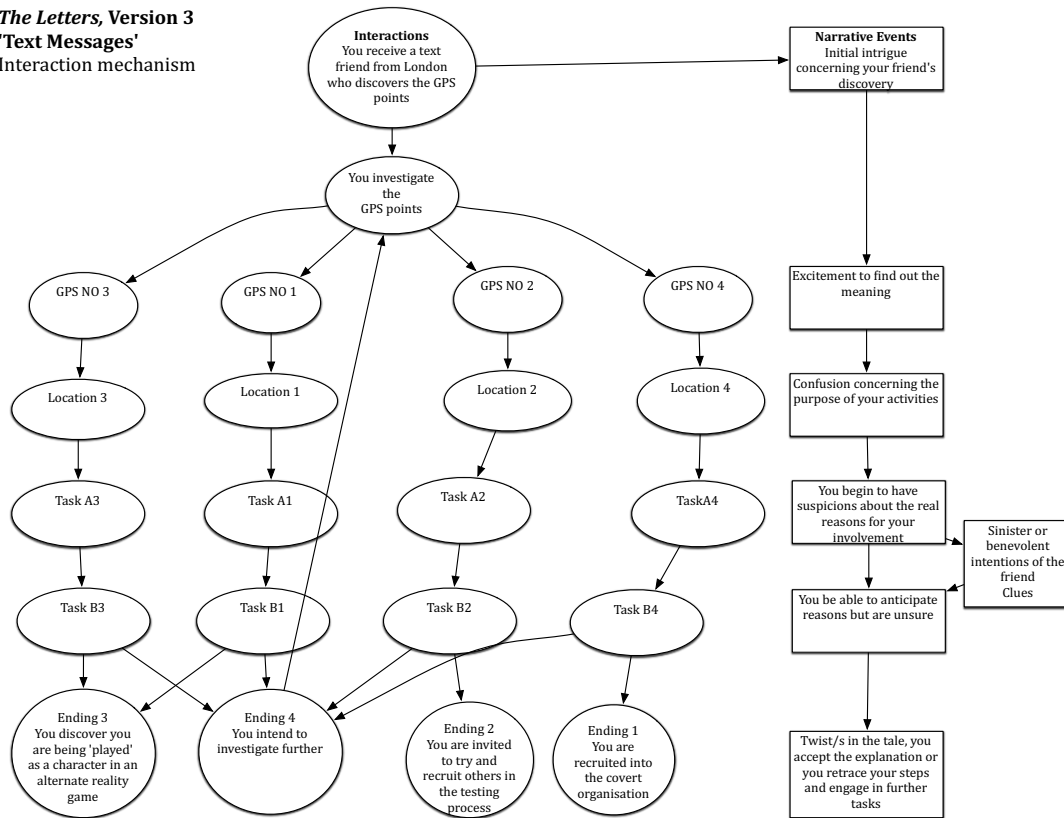 The Letters, Version 3
'Text Messages'
Interaction mechanism
Interactions
You receive a text
friend from London
who discovers the GPS
points
Narrative Events
Initial intrigue
concerning your friend's
discovery
You investigate
the
GPS points
GPS NO 3
GPS NO 1
GPS NO 2
GPS NO 4
Excitement to find out the
meaning
Location 3
Location 1
Location 2
Location 4
Confusion concerning the
purpose of your activities
Task A3
Task A1
Task A2
TaskA4
You begin to have
suspicions about the real
reasons for your
involvement
Sinister or
benevolent
intentions of the
friend
Clues
Task B3
Task B1
Task B2
Task B4
You be able to anticipate
reasons but are unsure
Ending 3
You discover you
are being 'played'
as a character in an
alternate reality
game
Ending 4
You intend to
investigate further
Ending 2
You are invited
to try and
recruit others in
the testing
process
Ending 1
You are
recruited into
the covert
organisation
Twist/s in the tale, you
accept the explanation or
you retrace your steps
and engage in further
tasks